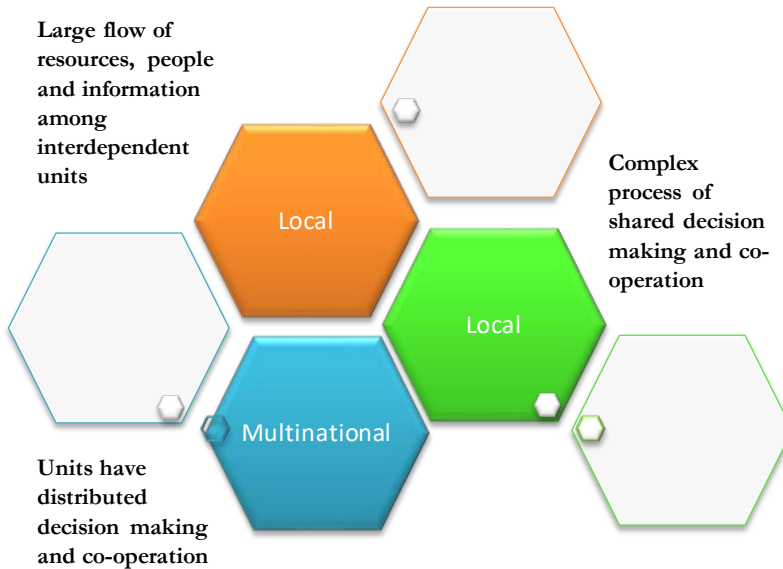 Large flow of
resources, people
and information
among
interdependent
units
Local
Complex
process of
shared decision
making and co-
operation
Local
Multinational
Units have
distributed
decision making
and co-operation